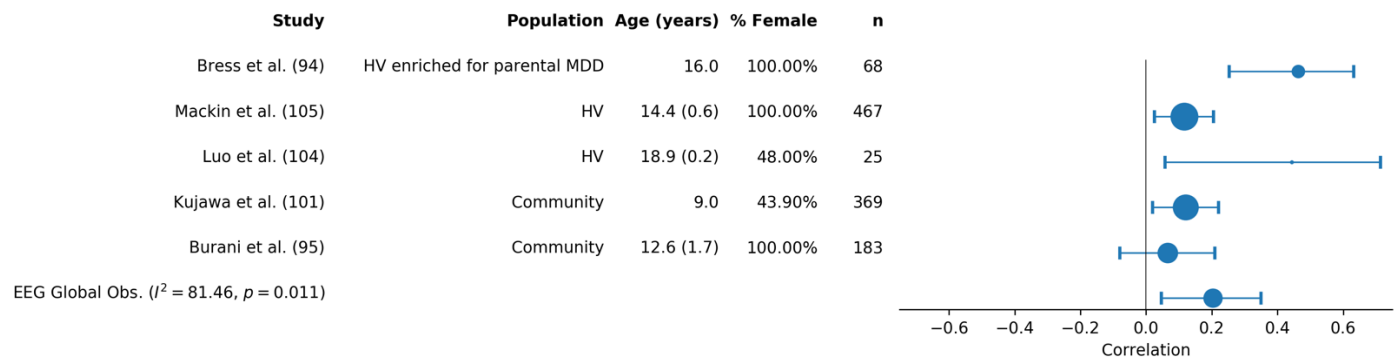 Study Population Age (years) % Female n
Bress et al. (94) HV enriched for parental MDD 16.0 100.00% 68
Mackin et al. (105) HV 14.4 (0.6) 100.00% 467
Luo et al. (104) HV 18.9 (0.2) 48.00% 25
Kujawa et al. (101) Community 9.0 43.90% 369
Burani et al. (95) Community 12.6 (1.7) 100.00% 183
EEG Global Obs. (I² = 81.46, p = 0.011)
−0.6 −0.4 −0.2 0.0 0.2 0.4 0.6
Correlation